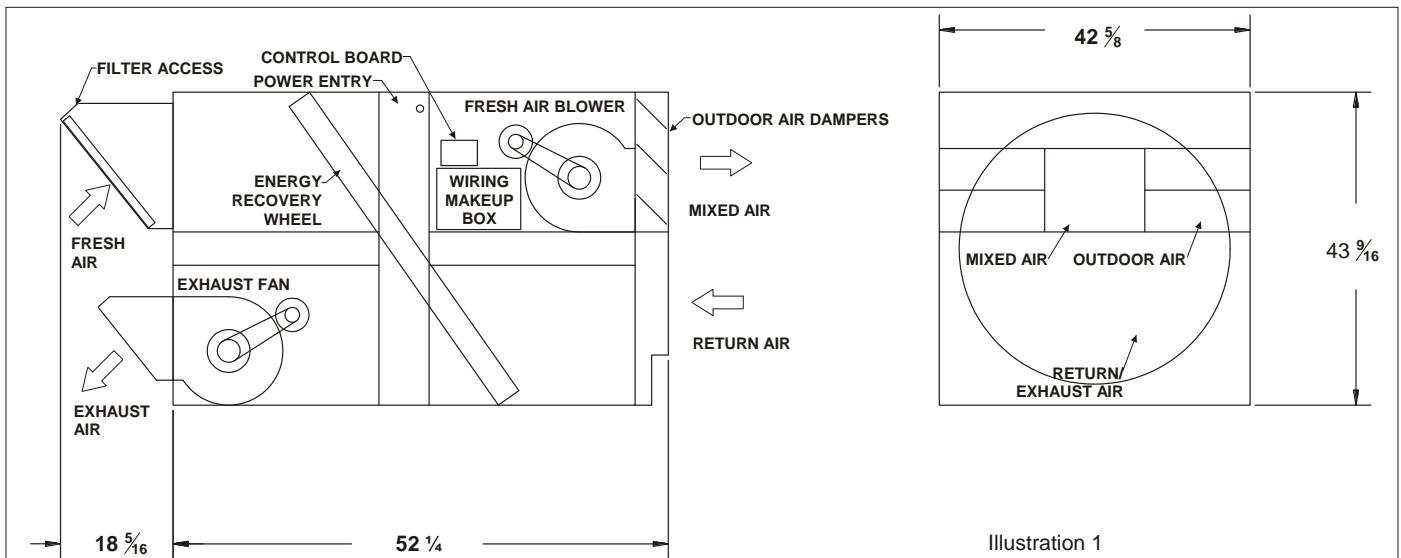 FILTER ACCESS
CONTROL BOARD
POWER ENTRY
FRESH AIR BLOWER
OUTDOOR AIR DAMPERS
ENERGY
RECOVERY
WHEEL
WIRING
MAKEUP
BOX
MIXED AIR
FRESH
AIR
EXHAUST FAN
RETURN AIR
EXHAUST
AIR
18 5/16
52 ¼
42 5/8
43 9/16
MIXED AIR
OUTDOOR AIR
RETURN/
EXHAUST AIR
Illustration 1